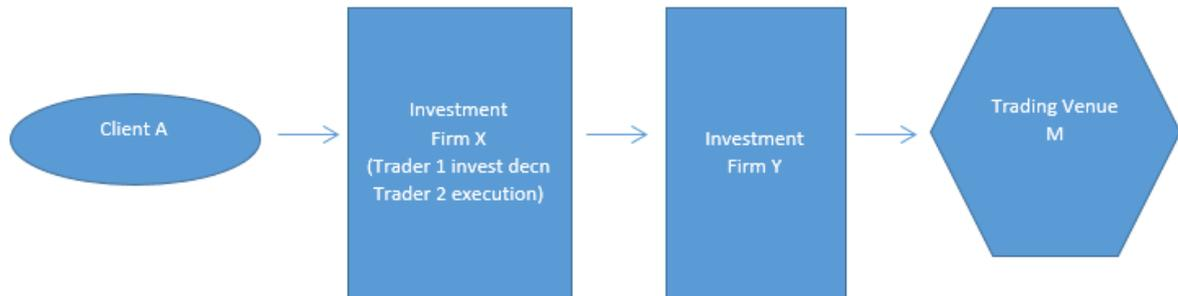 Client A
Investment
Firm X
(Trader 1 invest decn
Trader 2 execution)
Investment
Firm Y
Trading Venue
M